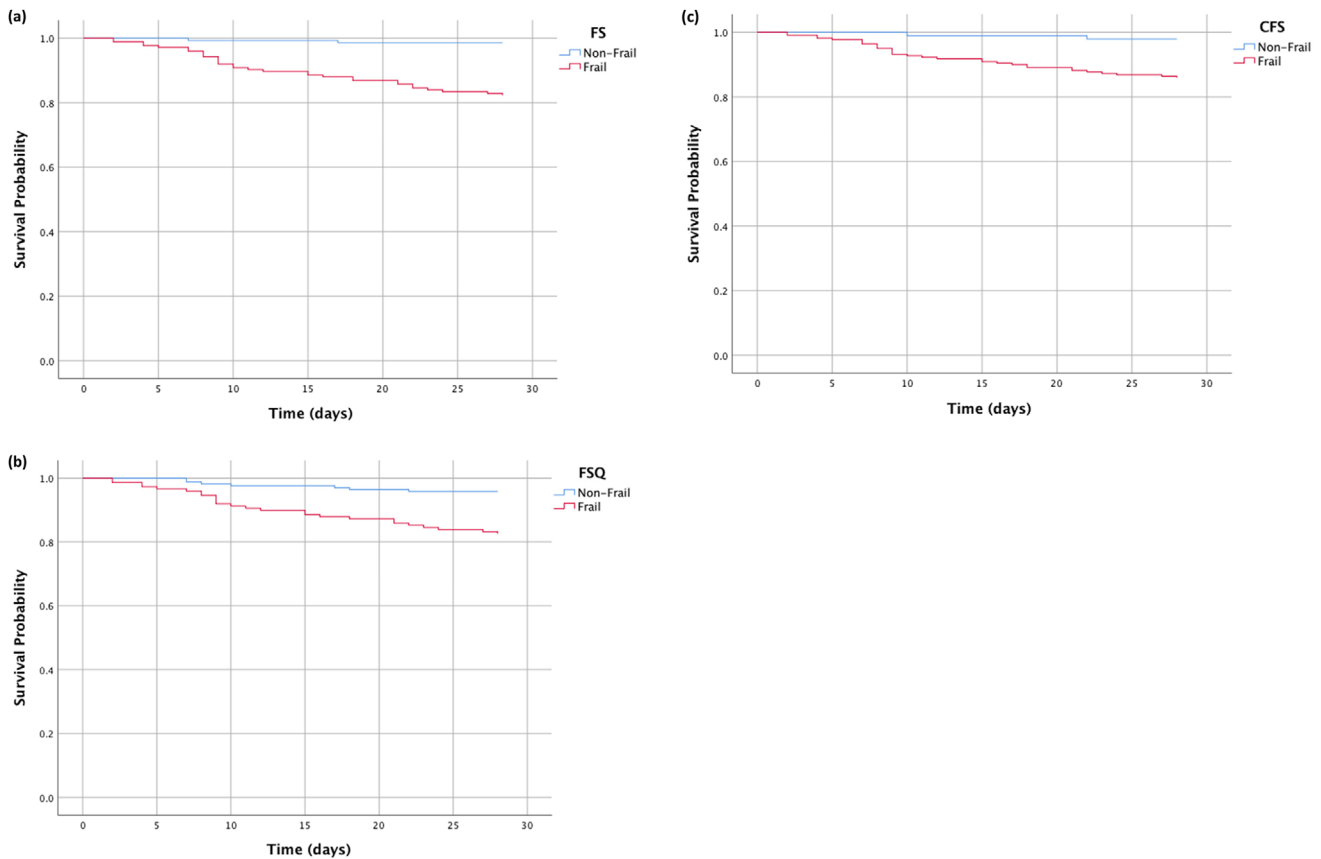 (a)
FS
Non-Frail
Frail
1.0
0.8
0.6
0.4
0.2
0.0
Survival Probability
0 5 10 15 20 25 30
Time (days)
(c)
CFS
Non-Frail
Frail
1.0
0.8
0.6
0.4
0.2
0.0
Survival Probability
0 5 10 15 20 25 30
Time (days)
(b)
FSQ
Non-Frail
Frail
1.0
0.8
0.6
0.4
0.2
0.0
Survival Probability
0 5 10 15 20 25 30
Time (days)